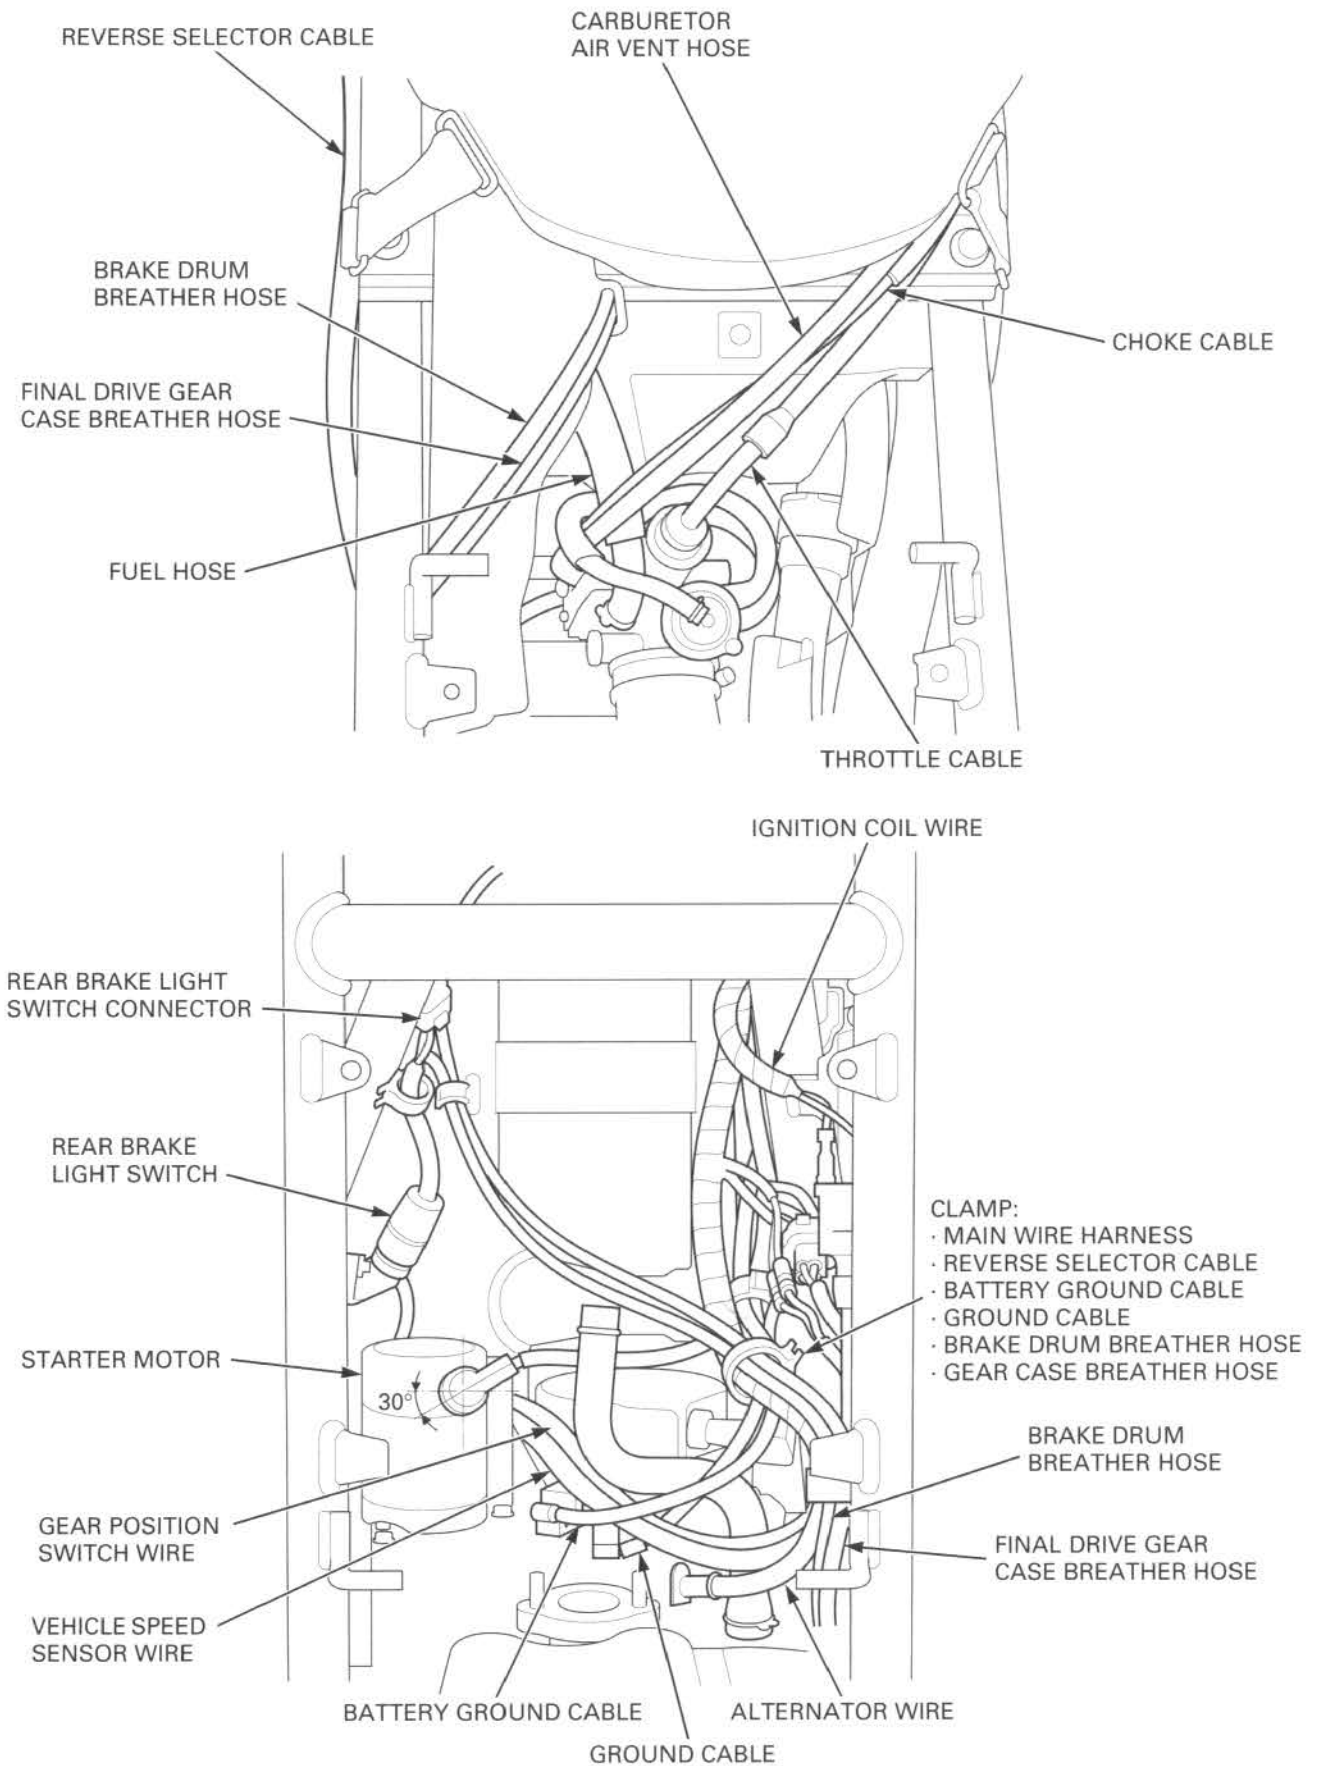 CARBURETOR
AIR VENT HOSE
REVERSE SELECTOR CABLE
BRAKE DRUM
BREATHER HOSE
CHOKE CABLE
FINAL DRIVE GEAR
CASE BREATHER HOSE
FUEL HOSE
THROTTLE CABLE
IGNITION COIL WIRE
REAR BRAKE LIGHT
SWITCH CONNECTOR
REAR BRAKE
LIGHT SWITCH
CLAMP:
· MAIN WIRE HARNESS
· REVERSE SELECTOR CABLE
· BATTERY GROUND CABLE
· GROUND CABLE
· BRAKE DRUM BREATHER HOSE
· GEAR CASE BREATHER HOSE
STARTER MOTOR
30°
BRAKE DRUM
BREATHER HOSE
GEAR POSITION
SWITCH WIRE
FINAL DRIVE GEAR
CASE BREATHER HOSE
VEHICLE SPEED
SENSOR WIRE
BATTERY GROUND CABLE
ALTERNATOR WIRE
GROUND CABLE